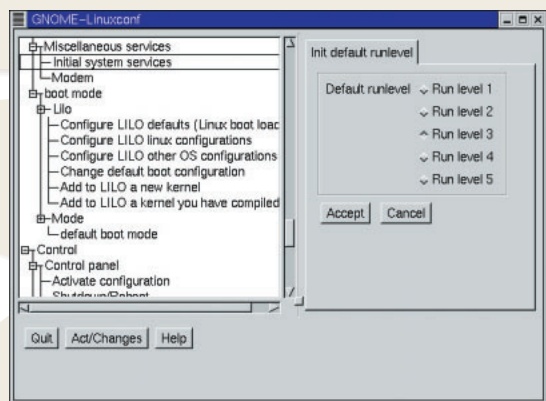 GNOME-Linuxconf
Miscellaneous services
Initial system services
Modem
boot mode
Lilo
Configure LILO defaults (Linux boot load
Configure LILO linux configurations
Configure LILO other OS configurations
Change default boot configuration
Add to LILO a new kernel
Add to LILO a kernel you have compiled
Mode
default boot mode
Control
Control panel
Activate configuration
Shutdown/Reboot
Init default runlevel
Default runlevel
Run level 1
Run level 2
Run level 3
Run level 4
Run level 5
Accept Cancel
Quit Act/Changes Help